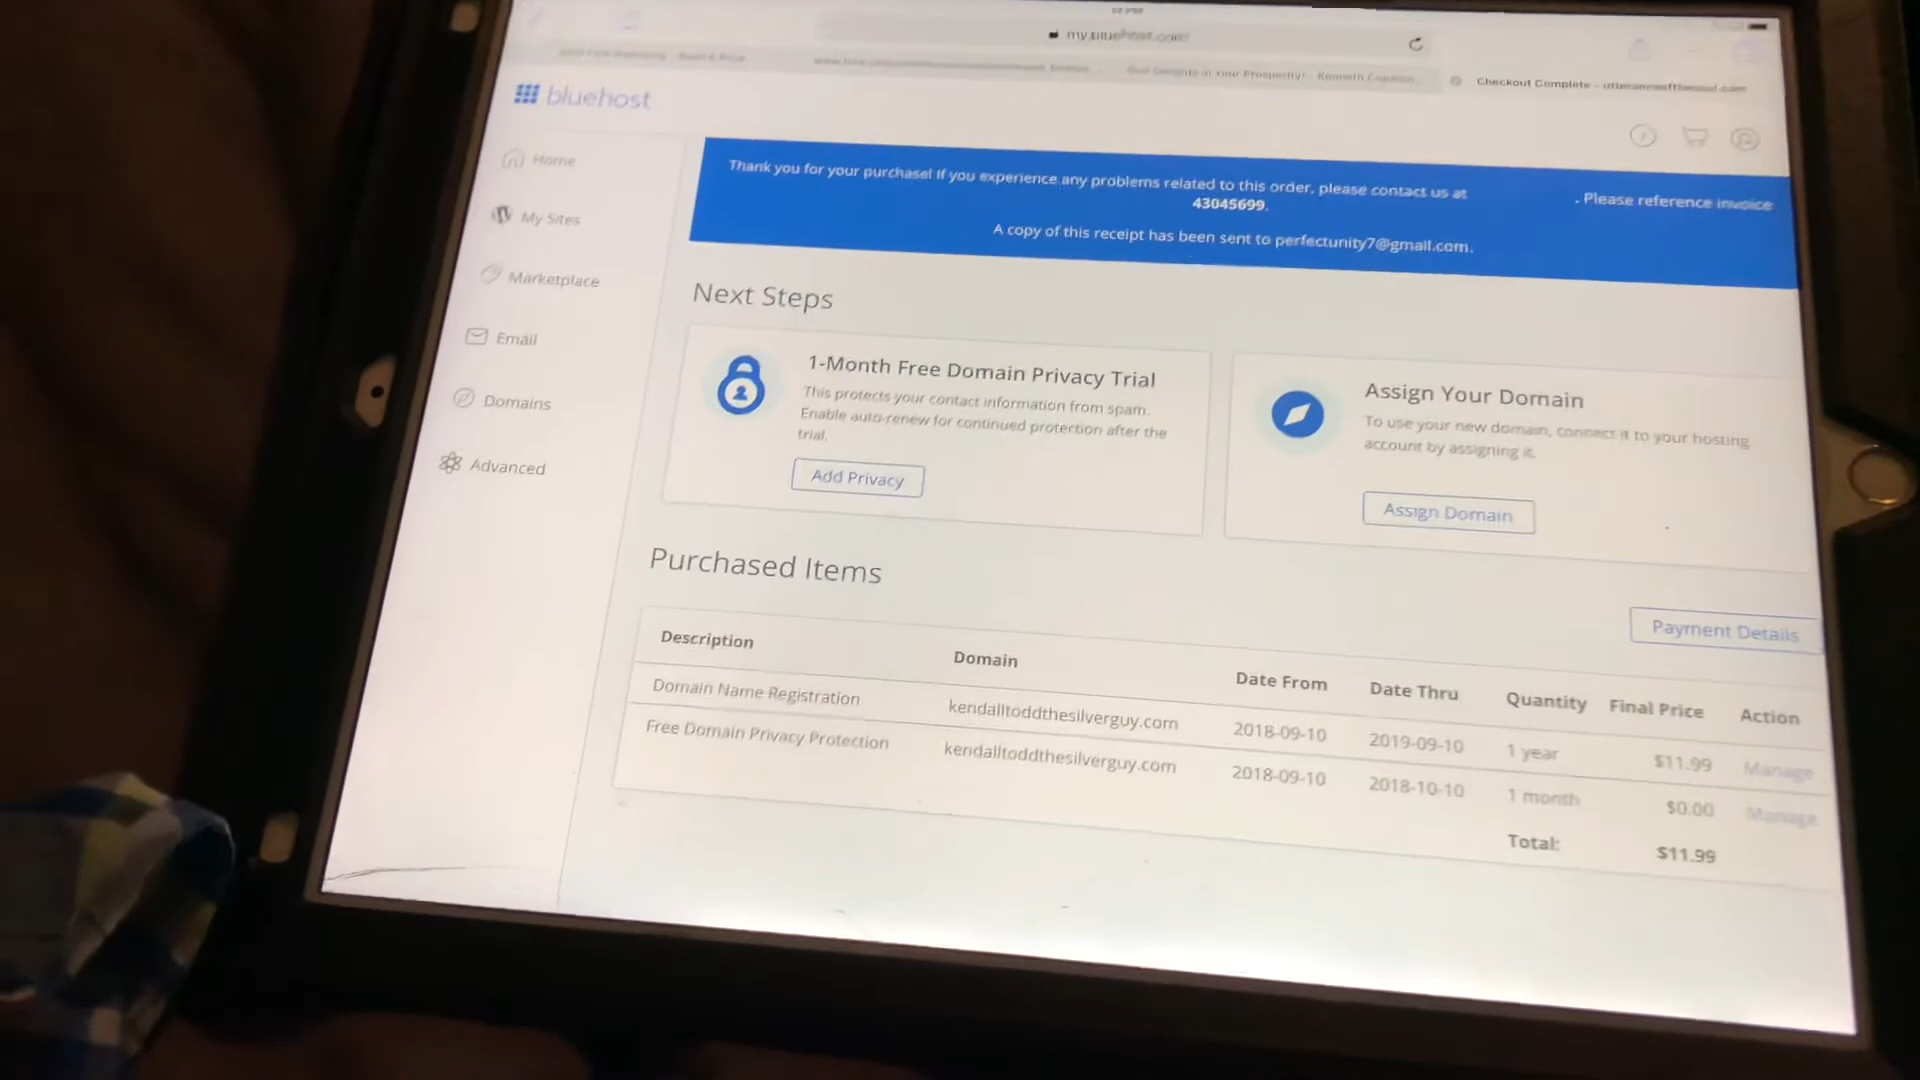 my.bluehost.com
Checkout Complete -
bluehost
Home
My Sites
Marketplace
Email
Domains
Advanced
Thank you for your purchase! If you experience any problems related to this order, please contact us at . Please reference invoice
43045699.
A copy of this receipt has been sent to perfectunity7@gmail.com.
Next Steps
1-Month Free Domain Privacy Trial
This protects your contact information from spam.
Enable auto-renew for continued protection after the
trial.
Add Privacy
Assign Your Domain
To use your new domain, connect it to your hosting
account by assigning it.
Assign Domain
Purchased Items
Payment Details
Description Domain Date From Date Thru Quantity Final Price Action
Domain Name Registration kendalltoddthesilverguy.com 2018-09-10 2019-09-10 1 year $11.99 Manage
Free Domain Privacy Protection kendalltoddthesilverguy.com 2018-09-10 2018-10-10 1 month $0.00 Manage
Total: $11.99